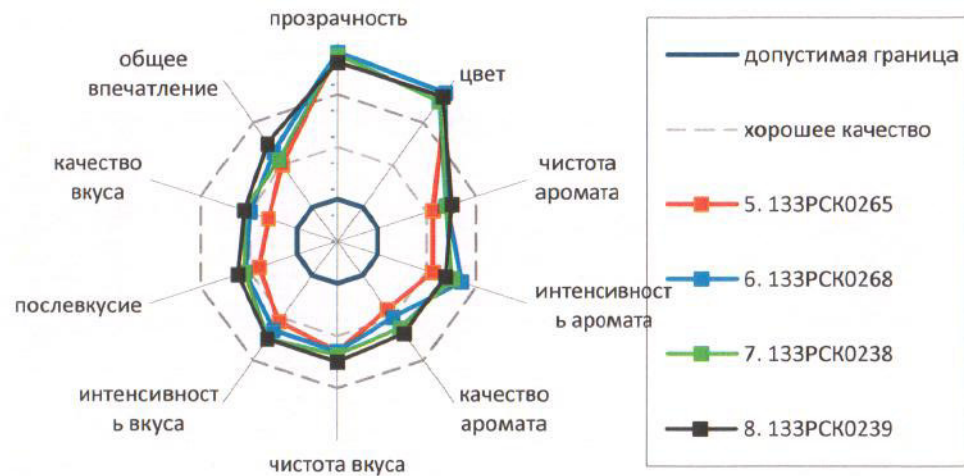 прозрачность
общее
впечатление
цвет
качество
вкуса
чистота
аромата
послевкусие
интенсивност
ь аромата
интенсивност
ь вкуса
качество
аромата
чистота вкуса
допустимая граница
хорошее качество
5. 133РСК0265
6. 133РСК0268
7. 133РСК0238
8. 133РСК0239